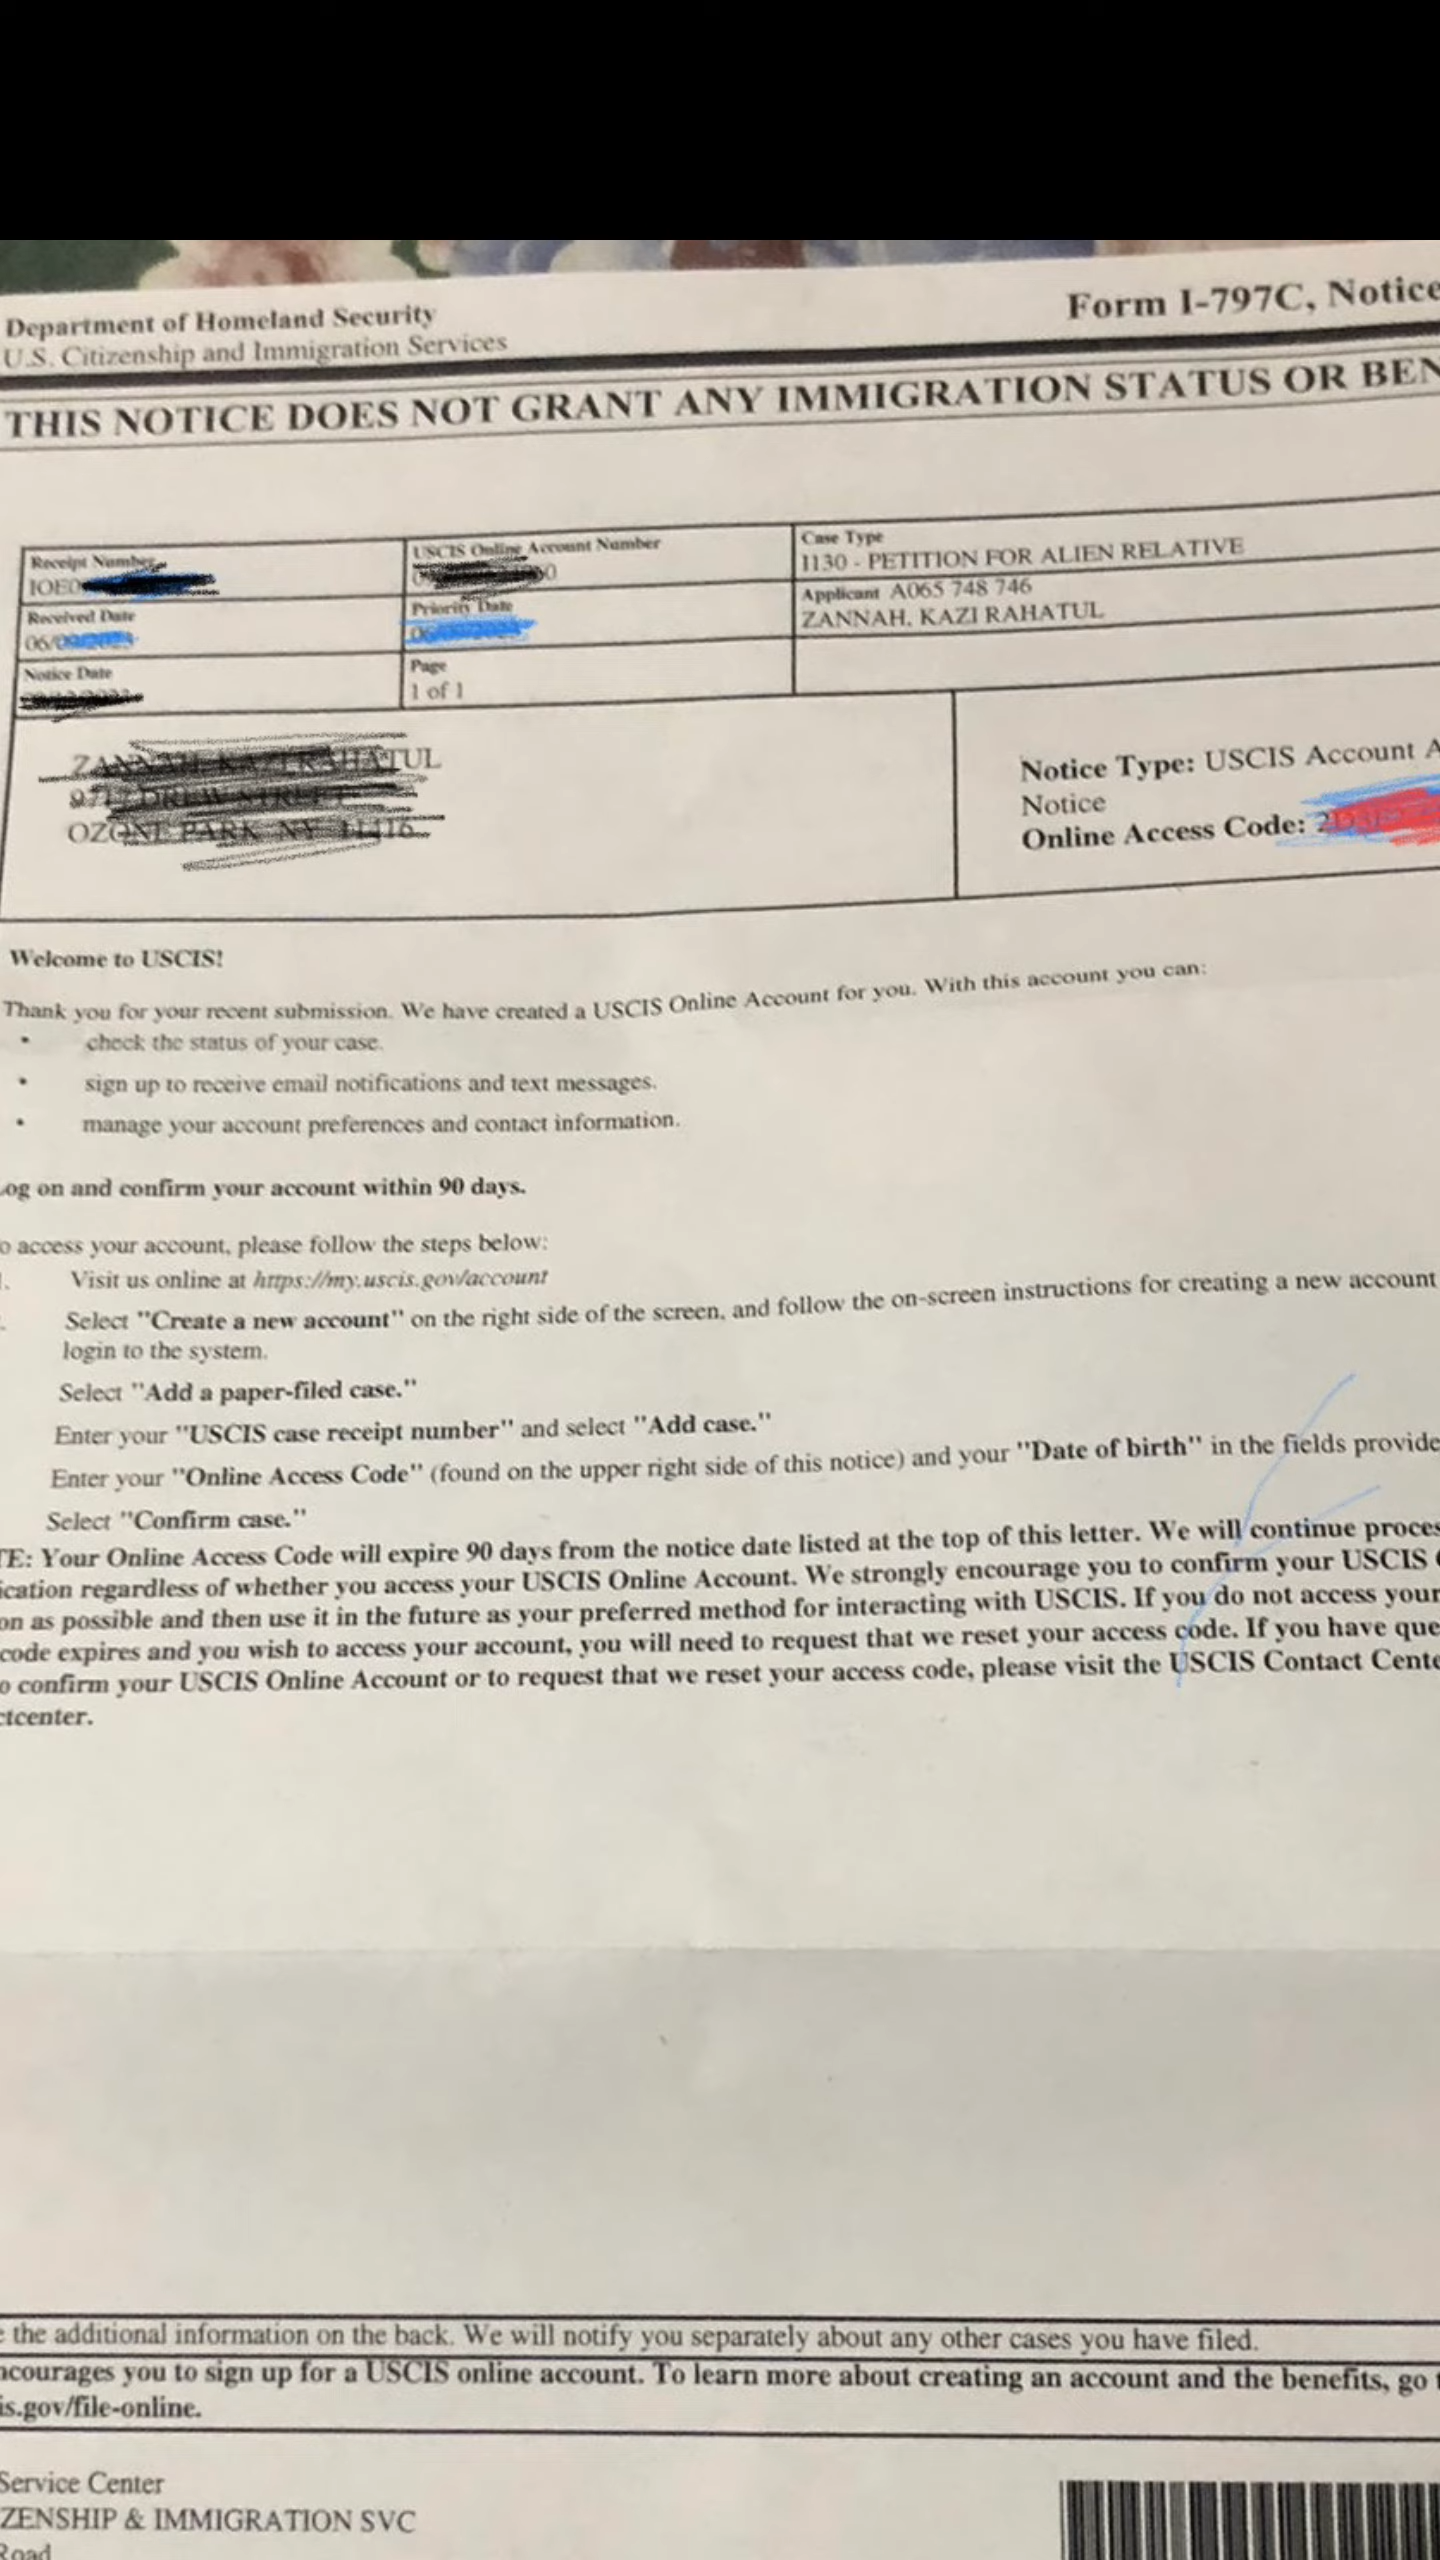 Department of Homeland Security
U.S. Citizenship and Immigration Services
Form I-797C, Notice
THIS NOTICE DOES NOT GRANT ANY IMMIGRATION STATUS OR BEN
Receipt Number
USCIS Online Account Number
Case Type
I130 - PETITION FOR ALIEN RELATIVE
Received Date
Priority Date
Applicant A065 748 746
ZANNAH, KAZI RAHATUL
Notice Date
Page
1 of 1
Notice Type: USCIS Account A
Notice
Online Access Code:
Welcome to USCIS!
Thank you for your recent submission. We have created a USCIS Online Account for you. With this account you can:
• check the status of your case.
• sign up to receive email notifications and text messages.
• manage your account preferences and contact information.
og on and confirm your account within 90 days.
o access your account, please follow the steps below:
Visit us online at https://my.uscis.gov/account
Select "Create a new account" on the right side of the screen, and follow the on-screen instructions for creating a new account
login to the system.
Select "Add a paper-filed case."
Enter your "USCIS case receipt number" and select "Add case."
Enter your "Online Access Code" (found on the upper right side of this notice) and your "Date of birth" in the fields provide
Select "Confirm case."
TE: Your Online Access Code will expire 90 days from the notice date listed at the top of this letter. We will continue proces
ication regardless of whether you access your USCIS Online Account. We strongly encourage you to confirm your USCIS
on as possible and then use it in the future as your preferred method for interacting with USCIS. If you do not access your
code expires and you wish to access your account, you will need to request that we reset your access code. If you have que
o confirm your USCIS Online Account or to request that we reset your access code, please visit the USCIS Contact Cente
ctcenter.
e the additional information on the back. We will notify you separately about any other cases you have filed.
ncourages you to sign up for a USCIS online account. To learn more about creating an account and the benefits, go t
is.gov/file-online.
Service Center
ZENSHIP & IMMIGRATION SVC
Road